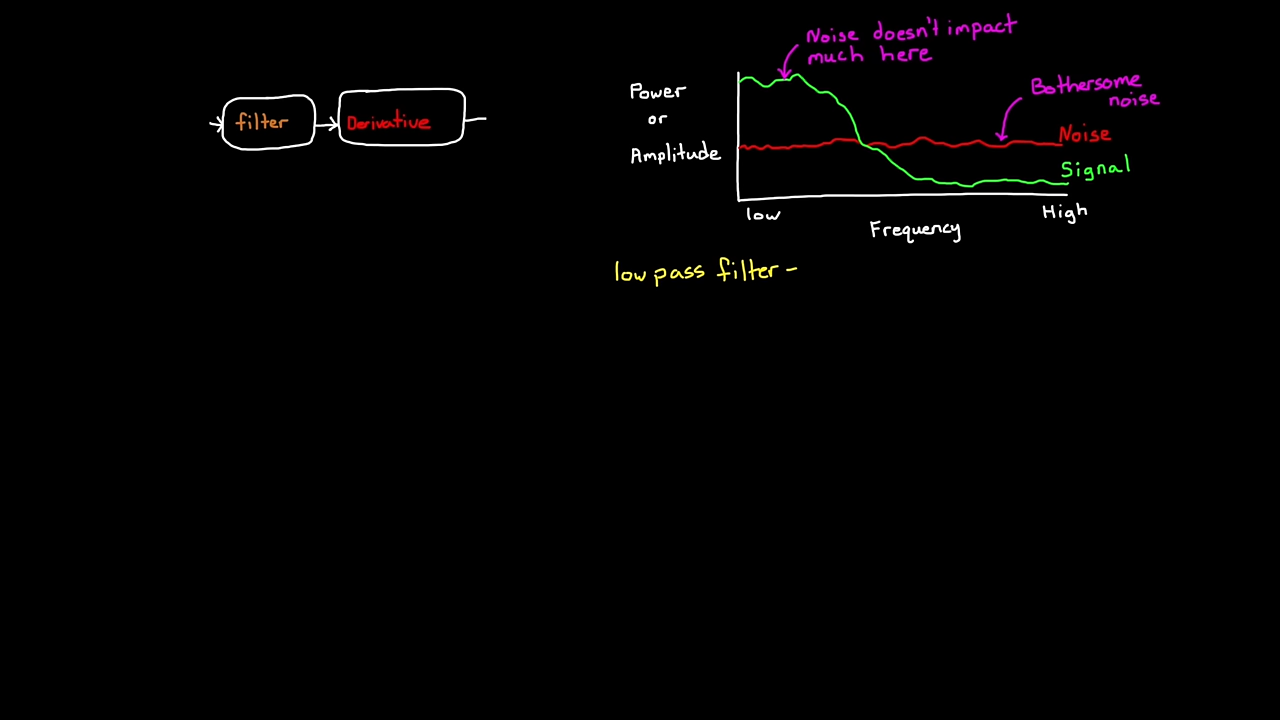 filter
Derivative
Noise doesn't impact
much here
Power
or
Amplitude
Bothersome
noise
Noise
Signal
low
High
Frequency
low pass filter -